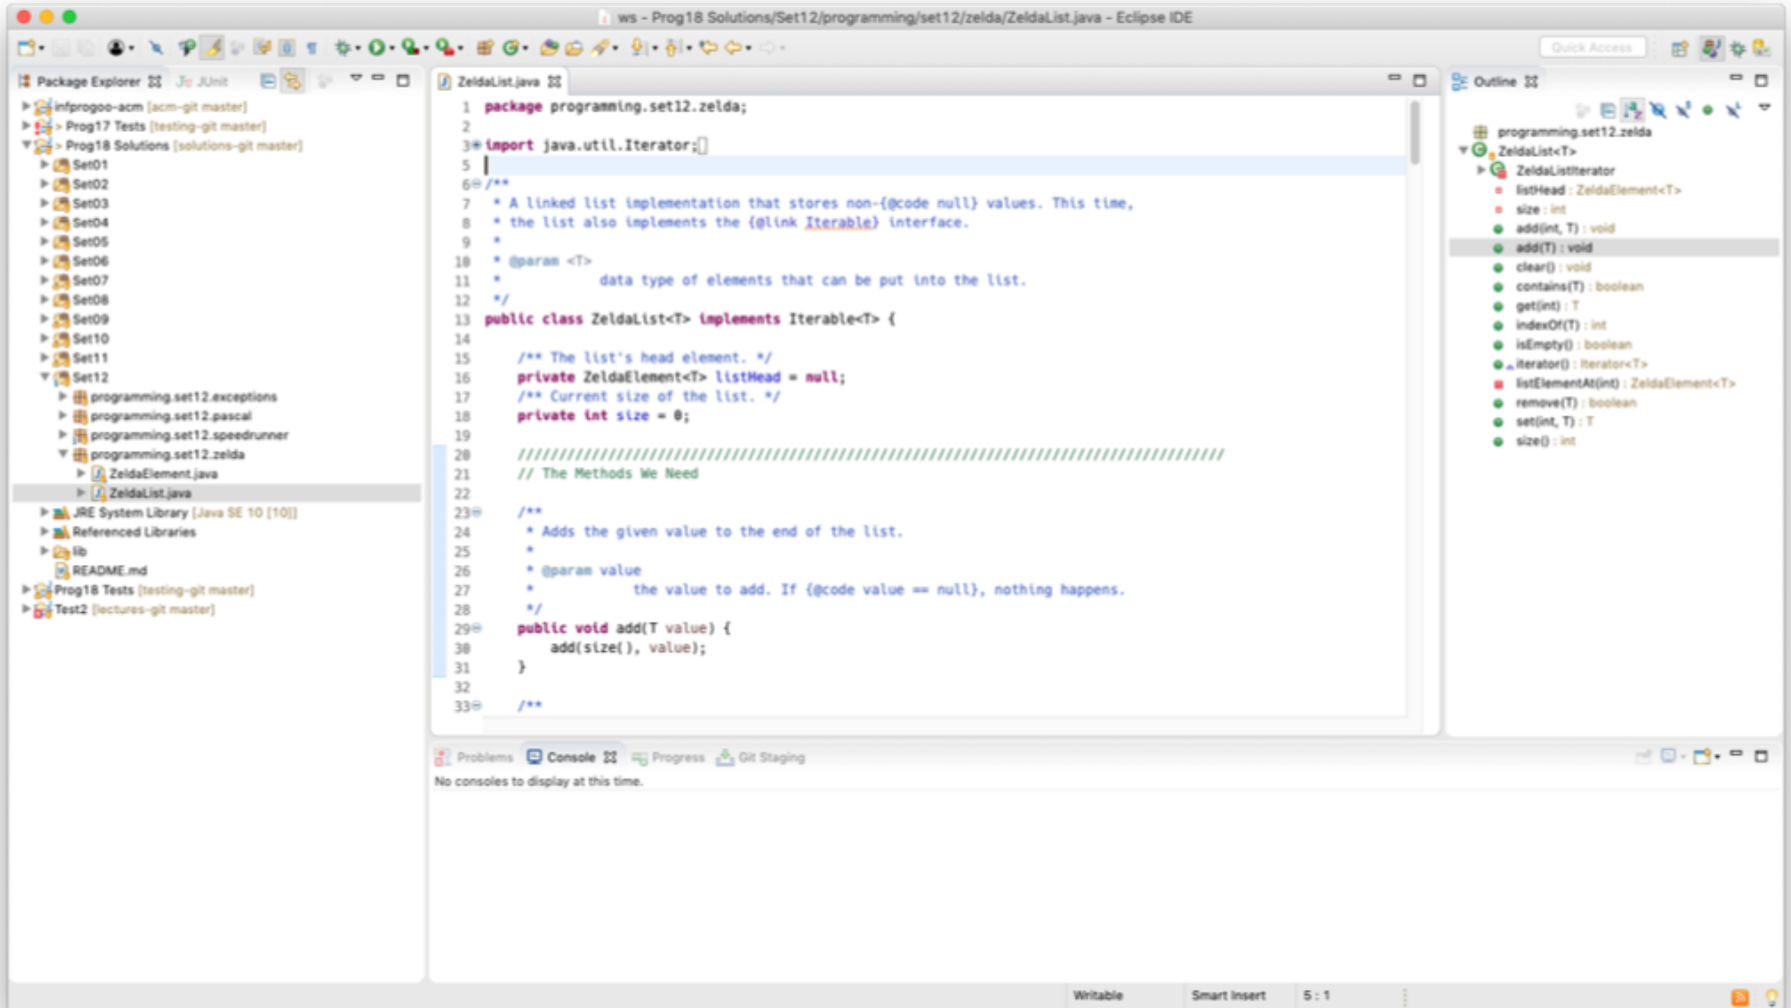 ws - Prog18 Solutions/Set12/programming/set12/zelda/ZeldaList.java - Eclipse IDE
Quick Access
Package Explorer
JUnit
infprogoo-acm [acm-git master]
> Prog17 Tests [testing-git master]
> Prog18 Solutions [solutions-git master]
Set01
Set02
Set03
Set04
Set05
Set06
Set07
Set08
Set09
Set10
Set11
Set12
programming.set12.exceptions
programming.set12.pascal
programming.set12.speedrunner
programming.set12.zelda
ZeldaElement.java
ZeldaList.java
JRE System Library [Java SE 10 [10]]
Referenced Libraries
lib
README.md
Prog18 Tests [testing-git master]
Test2 [lectures-git master]
ZeldaList.java
1 package programming.set12.zelda;
2
3 import java.util.Iterator;
5
6 /**
7 * A linked list implementation that stores non-{@code null} values. This time,
8 * the list also implements the {@link Iterable} interface.
9 *
10 * @param <T>
11 * data type of elements that can be put into the list.
12 */
13 public class ZeldaList<T> implements Iterable<T> {
14
15 /** The list's head element. */
16 private ZeldaElement<T> listHead = null;
17 /** Current size of the list. */
18 private int size = 0;
19
20 //////////////////////////////////////////////////////////////////////////////////////
21 // The Methods We Need
22
23 /**
24 * Adds the given value to the end of the list.
25 *
26 * @param value
27 * the value to add. If {@code value == null}, nothing happens.
28 */
29 public void add(T value) {
30 add(size(), value);
31 }
32
33 /**
Outline
programming.set12.zelda
ZeldaList<T>
ZeldaListIterator
listHead : ZeldaElement<T>
size : int
add(int, T) : void
add(T) : void
clear() : void
contains(T) : boolean
get(int) : T
indexOf(T) : int
isEmpty() : boolean
iterator() : Iterator<T>
listElementAt(int) : ZeldaElement<T>
remove(T) : boolean
set(int, T) : T
size() : int
Problems
Console
Progress
Git Staging
No consoles to display at this time.
Writable
Smart Insert
5 : 1